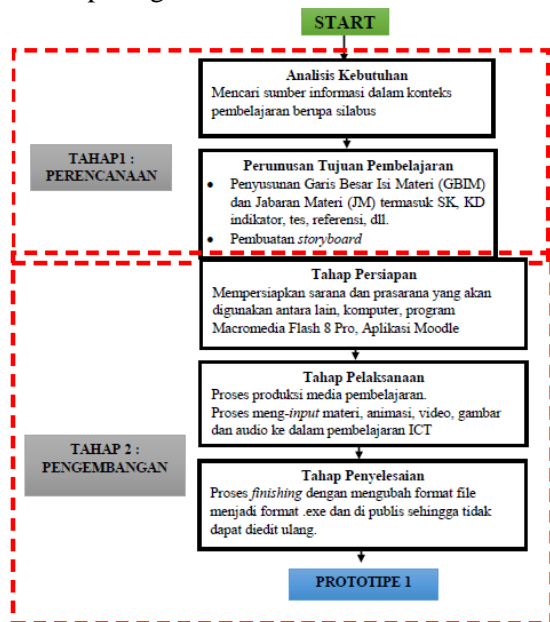 START
Analisis Kebutuhan
Mencari sumber informasi dalam konteks
pembelajaran berupa silabus
TAHAP1 :
PERENCANAAN
Perumusan Tujuan Pembelajaran
• Penyusunan Garis Besar Isi Materi (GBIM)
dan Jabaran Materi (JM) termasuk SK, KD
indikator, tes, referensi, dll.
• Pembuatan storyboard
Tahap Persiapan
Mempersiapkan sarana dan prasarana yang akan
digunakan antara lain, komputer, program
Macromedia Flash 8 Pro, Aplikasi Moodle
Tahap Pelaksanaan
Proses produksi media pembelajaran.
Proses meng-input materi, animasi, video, gambar
dan audio ke dalam pembelajaran ICT
TAHAP 2 :
PENGEMBANGAN
Tahap Penyelesaian
Proses finishing dengan mengubah format file
menjadi format .exe dan di publis sehingga tidak
dapat diedit ulang.
PROTOTIPE 1